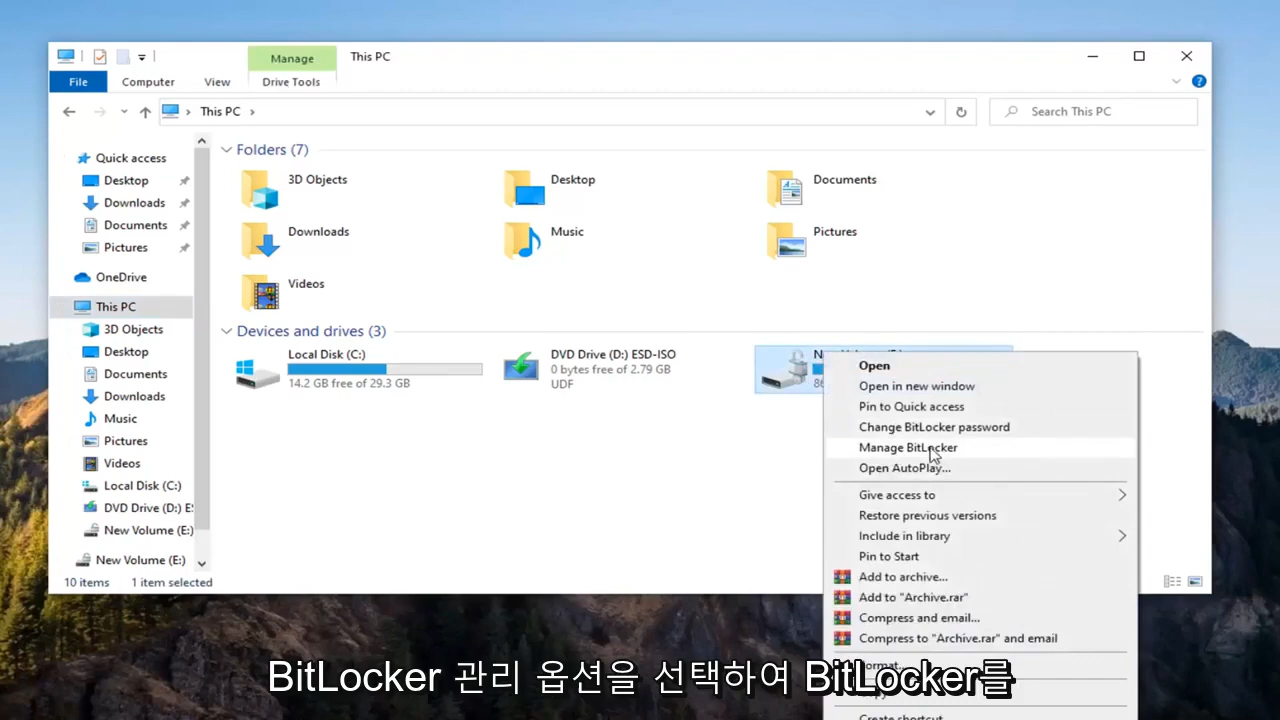 Manage
This PC
File
Computer
View
Drive Tools
This PC
Search This PC
Quick access
Desktop
Downloads
Documents
Pictures
OneDrive
This PC
3D Objects
Desktop
Documents
Downloads
Music
Pictures
Videos
Local Disk (C:)
DVD Drive (D:) ES
New Volume (E:)
New Volume (E:)
Folders (7)
3D Objects
Desktop
Documents
Downloads
Music
Pictures
Videos
Devices and drives (3)
Local Disk (C:)
14.2 GB free of 29.3 GB
DVD Drive (D:) ESD-ISO
0 bytes free of 2.79 GB
UDF
Open
Open in new window
Pin to Quick access
Change BitLocker password
Manage BitLocker
Open AutoPlay...
Give access to
Restore previous versions
Include in library
Pin to Start
Add to archive...
Add to "Archive.rar"
Compress and email...
Compress to "Archive.rar" and email
Format...
Create shortcut
10 items
1 item selected
BitLocker 관리 옵션을 선택하여 BitLocker를